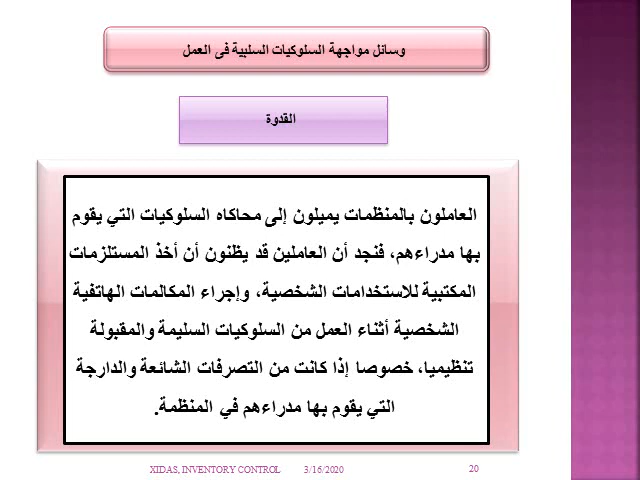 وسائل مواجهة السلوكيات السلبية فى العمل
القدوة
العاملون بالمنظمات يميلون إلى محاكاه السلوكيات التي يقوم
بها مدراءهم، فنجد أن العاملين قد يظنون أن أخذ المستلزمات
المكتبية للاستخدامات الشخصية، وإجراء المكالمات الهاتفية
الشخصية أثناء العمل من السلوكيات السليمة والمقبولة
تنظيميا، خصوصا إذا كانت من التصرفات الشائعة والدارجة
التي يقوم بها مدراءهم في المنظمة.
XIDAS, INVENTORY CONTROL 3/16/2020 20